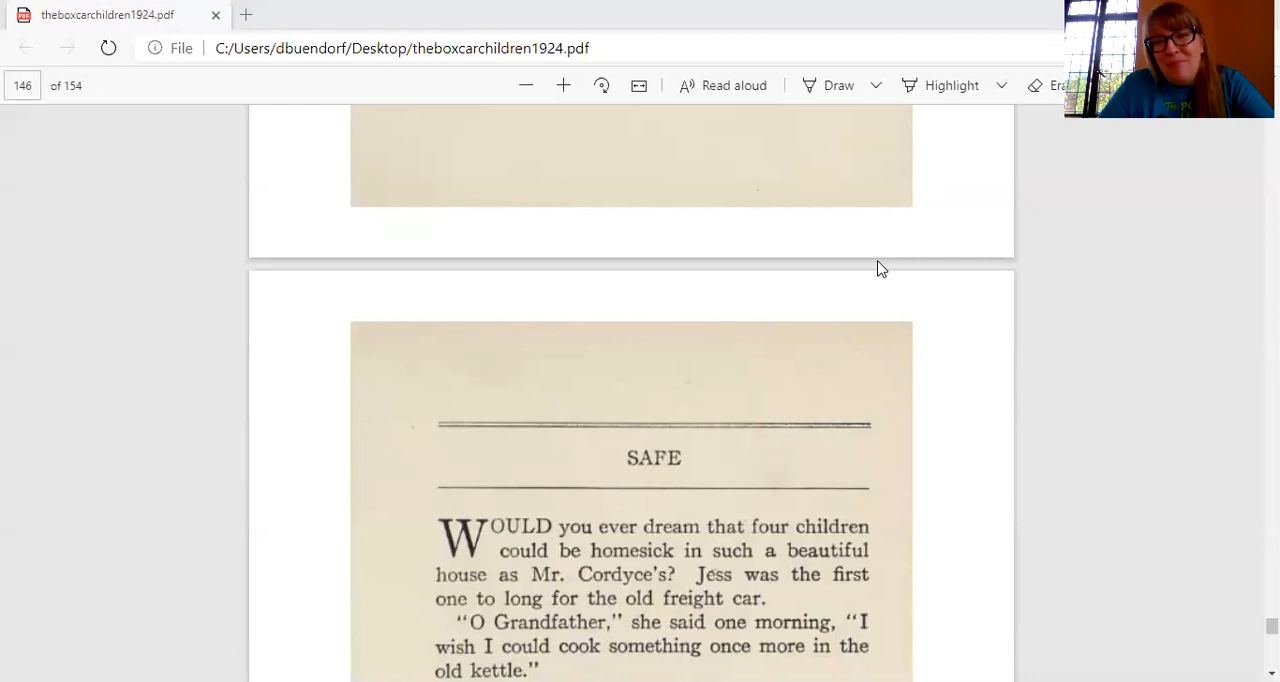 theboxcarchildren1924.pdf
File C:/Users/dbuendorf/Desktop/theboxcarchildren1924.pdf
146 of 154 Read aloud Draw Highlight
SAFE
WOULD you ever dream that four children
could be homesick in such a beautiful
house as Mr. Cordyce's? Jess was the first
one to long for the old freight car.
"O Grandfather," she said one morning, "I
wish I could cook something once more in the
old kettle."